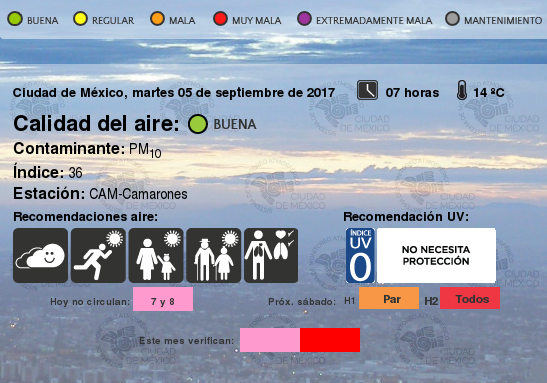 BUENA REGULAR MALA MUY MALA EXTREMADAMENTE MALA MANTENIMIENTO
Ciudad de México, martes 05 de septiembre de 2017 07 horas 14 ºC
Calidad del aire: BUENA
Contaminante: PM10
Índice: 36
Estación: CAM-Camarones
Recomendaciones aire: Recomendación UV:
ÍNDICE
UV
0
NO NECESITA
PROTECCIÓN
Hoy no circulan: 7 y 8 Próx. sábado: H1 Par H2 Todos
Este mes verifican:
CIUDAD
DE MÉXICO